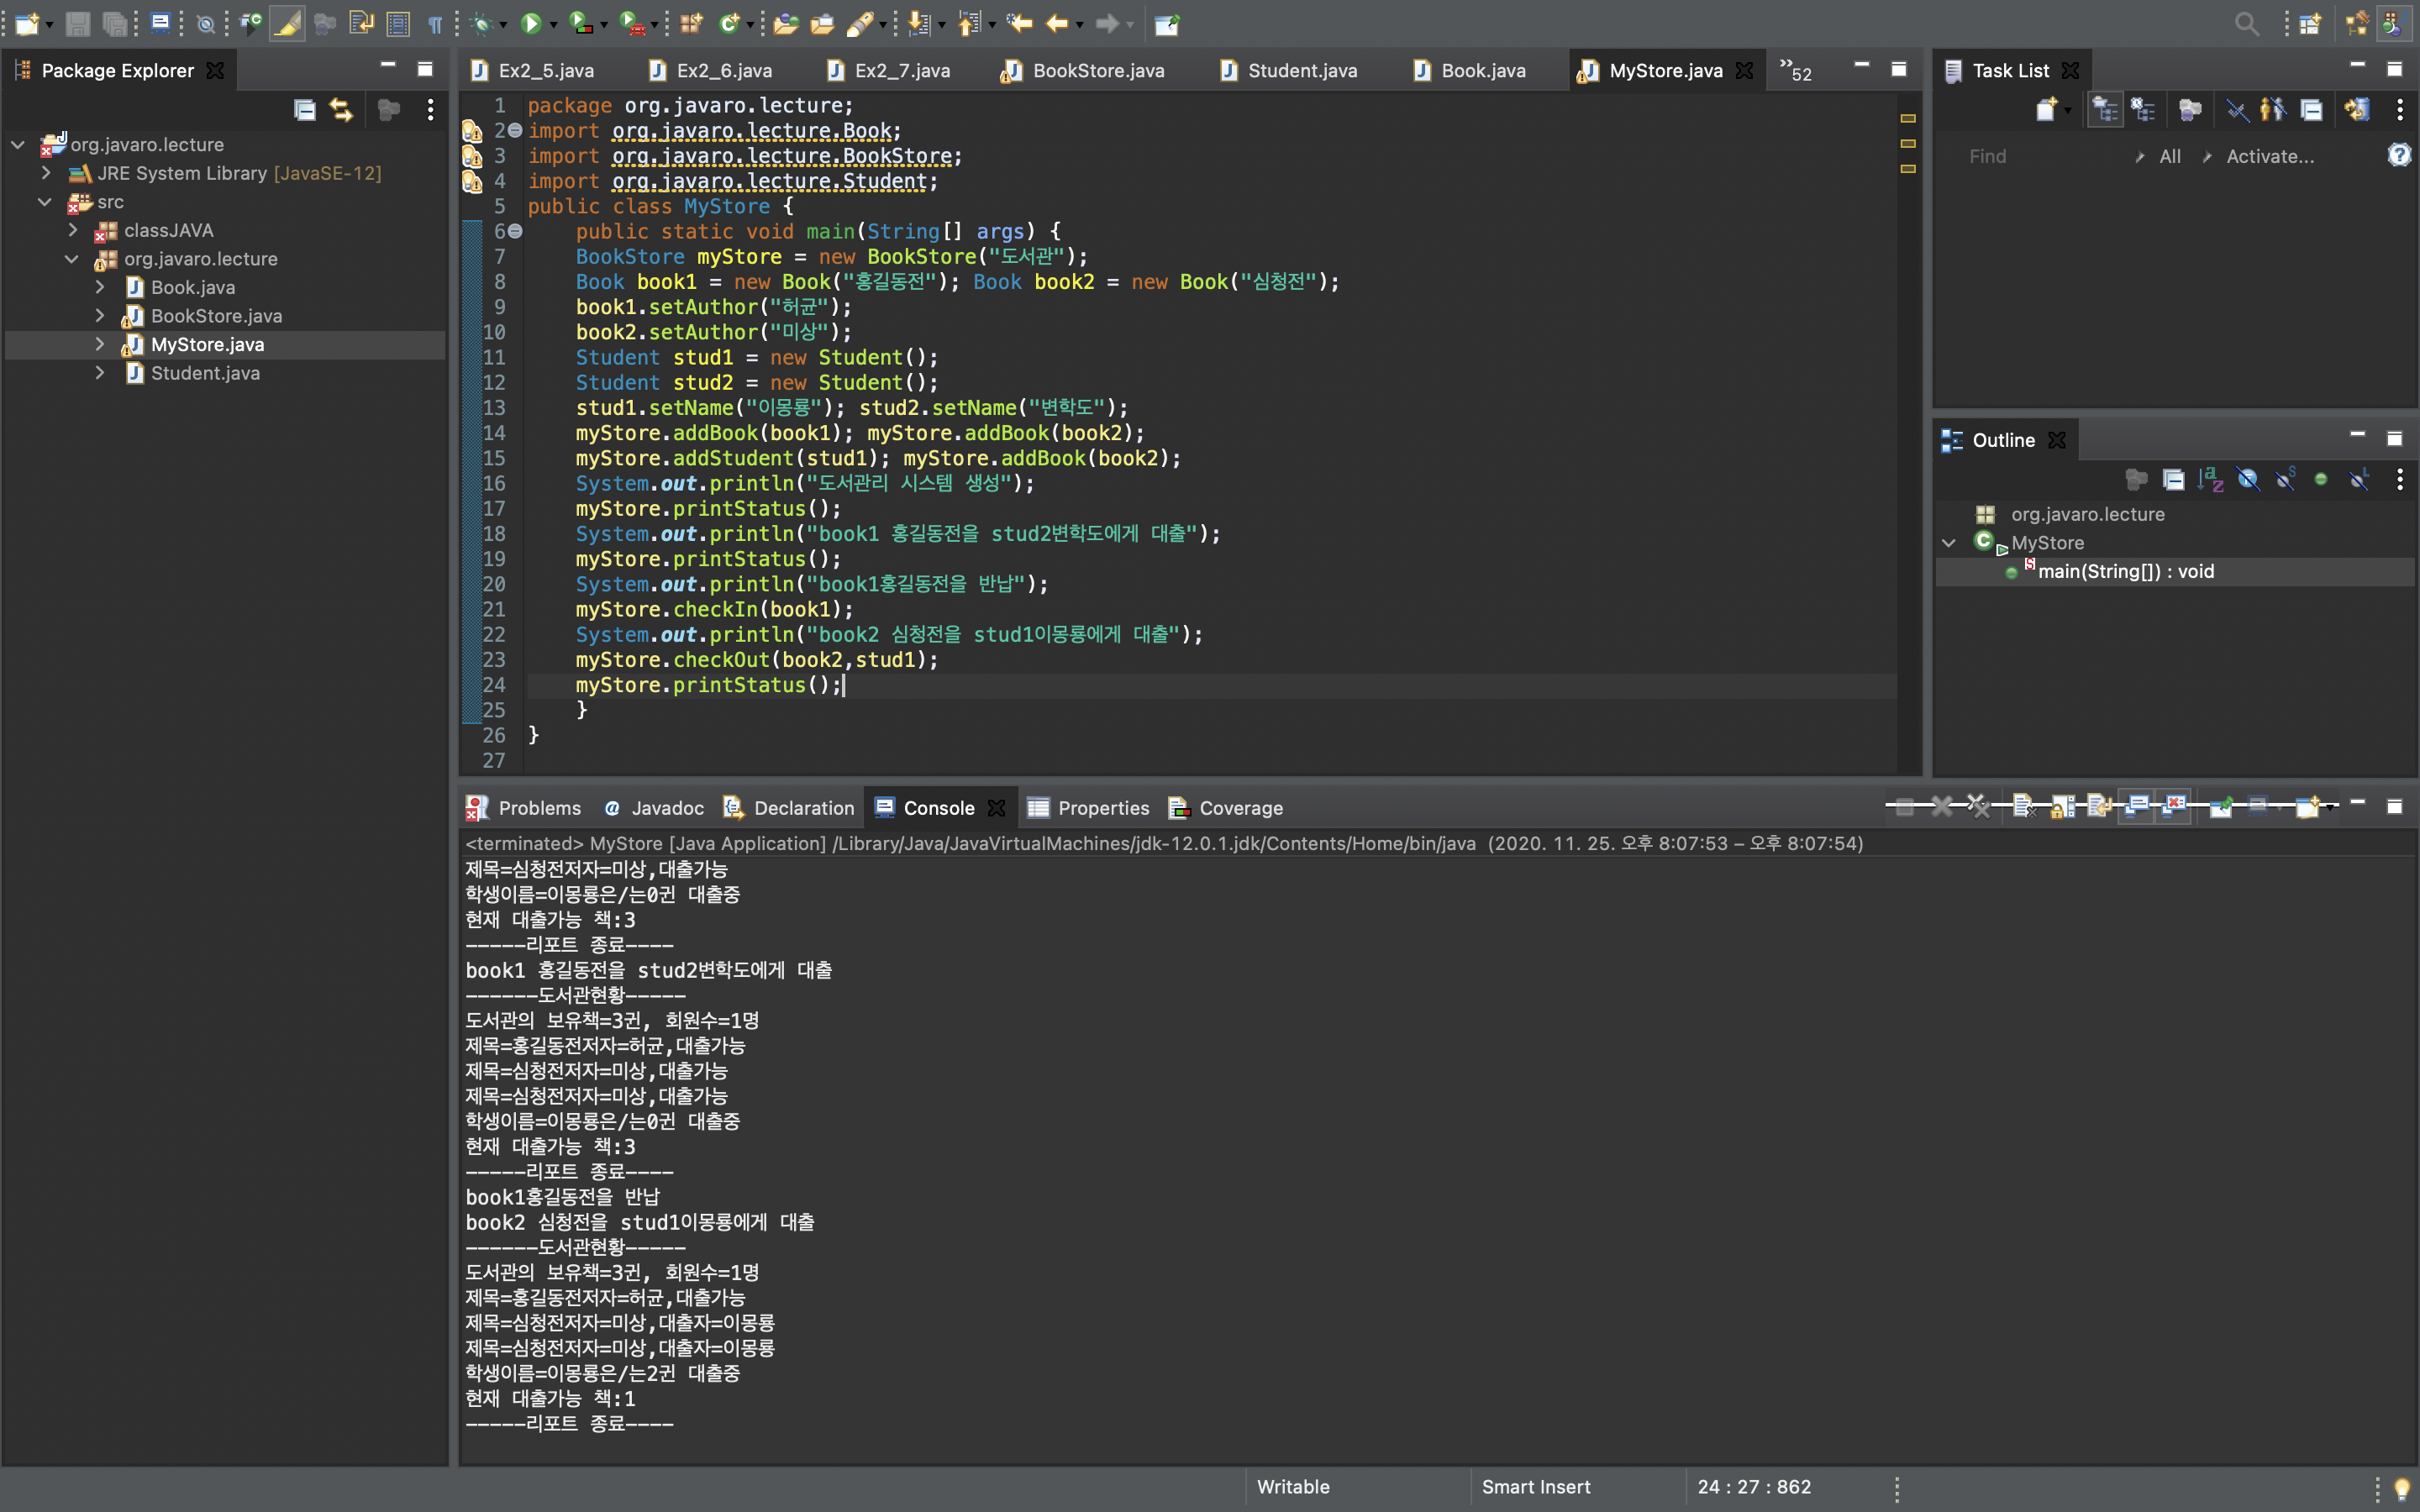 Package Explorer
org.javaro.lecture
JRE System Library [JavaSE-12]
src
classJAVA
org.javaro.lecture
Book.java
BookStore.java
MyStore.java
Student.java
Ex2_5.java Ex2_6.java Ex2_7.java BookStore.java Student.java Book.java MyStore.java »52
1 package org.javaro.lecture;
2 import org.javaro.lecture.Book;
3 import org.javaro.lecture.BookStore;
4 import org.javaro.lecture.Student;
5 public class MyStore {
6 public static void main(String[] args) {
7 BookStore myStore = new BookStore("도서관");
8 Book book1 = new Book("홍길동전"); Book book2 = new Book("심청전");
9 book1.setAuthor("허균");
10 book2.setAuthor("미상");
11 Student stud1 = new Student();
12 Student stud2 = new Student();
13 stud1.setName("이몽룡"); stud2.setName("변학도");
14 myStore.addBook(book1); myStore.addBook(book2);
15 myStore.addStudent(stud1); myStore.addBook(book2);
16 System.out.println("도서관리 시스템 생성");
17 myStore.printStatus();
18 System.out.println("book1 홍길동전을 stud2변학도에게 대출");
19 myStore.printStatus();
20 System.out.println("book1홍길동전을 반납");
21 myStore.checkIn(book1);
22 System.out.println("book2 심청전을 stud1이몽룡에게 대출");
23 myStore.checkOut(book2,stud1);
24 myStore.printStatus();
25 }
26 }
27
Task List
Find All Activate...
Outline
org.javaro.lecture
MyStore
main(String[]) : void
Problems Javadoc Declaration Console Properties Coverage
<terminated> MyStore [Java Application] /Library/Java/JavaVirtualMachines/jdk-12.0.1.jdk/Contents/Home/bin/java (2020. 11. 25. 오후 8:07:53 – 오후 8:07:54)
제목=심청전저자=미상,대출가능
학생이름=이몽룡은/는0귄 대출중
현재 대출가능 책:3
-----리포트 종료----
book1 홍길동전을 stud2변학도에게 대출
------도서관현황-----
도서관의 보유책=3귄, 회원수=1명
제목=홍길동전저자=허균,대출가능
제목=심청전저자=미상,대출가능
제목=심청전저자=미상,대출가능
학생이름=이몽룡은/는0귄 대출중
현재 대출가능 책:3
-----리포트 종료----
book1홍길동전을 반납
book2 심청전을 stud1이몽룡에게 대출
------도서관현황-----
도서관의 보유책=3귄, 회원수=1명
제목=홍길동전저자=허균,대출가능
제목=심청전저자=미상,대출자=이몽룡
제목=심청전저자=미상,대출자=이몽룡
학생이름=이몽룡은/는2귄 대출중
현재 대출가능 책:1
-----리포트 종료----
Writable Smart Insert 24 : 27 : 862